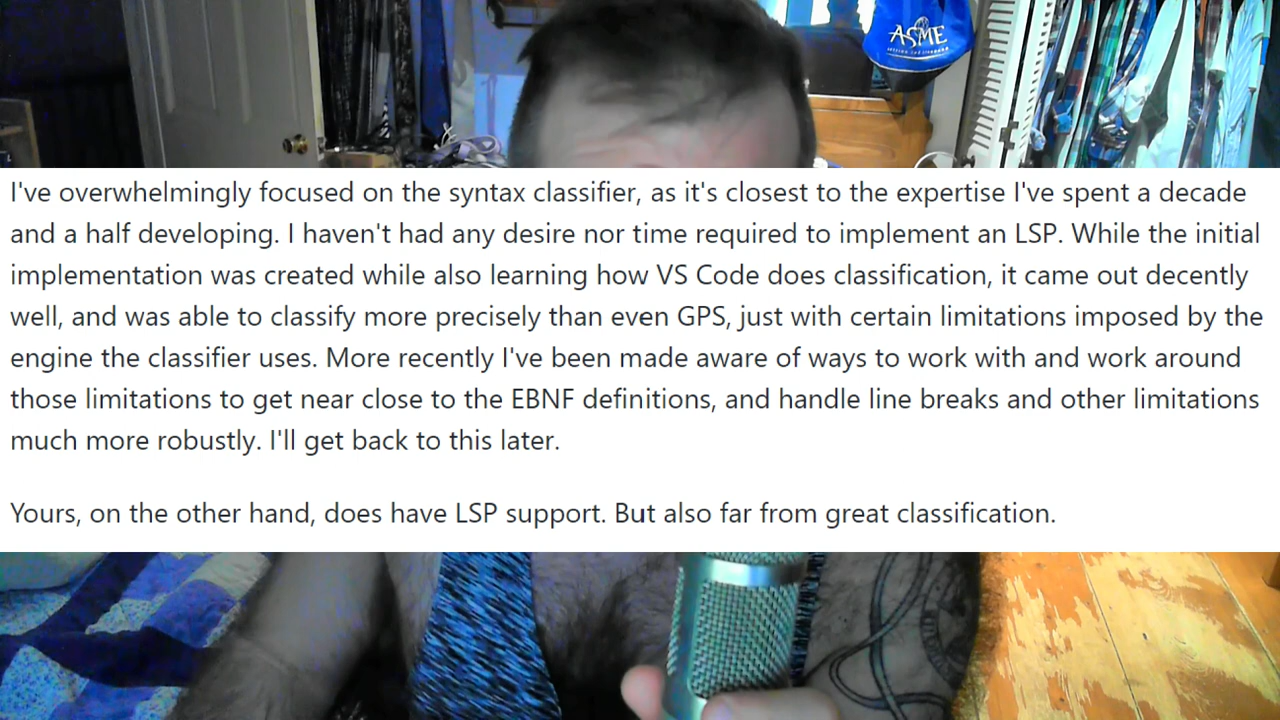 ASME
I've overwhelmingly focused on the syntax classifier, as it's closest to the expertise I've spent a decade
and a half developing. I haven't had any desire nor time required to implement an LSP. While the initial
implementation was created while also learning how VS Code does classification, it came out decently
well, and was able to classify more precisely than even GPS, just with certain limitations imposed by the
engine the classifier uses. More recently I've been made aware of ways to work with and work around
those limitations to get near close to the EBNF definitions, and handle line breaks and other limitations
much more robustly. I'll get back to this later.
Yours, on the other hand, does have LSP support. But also far from great classification.